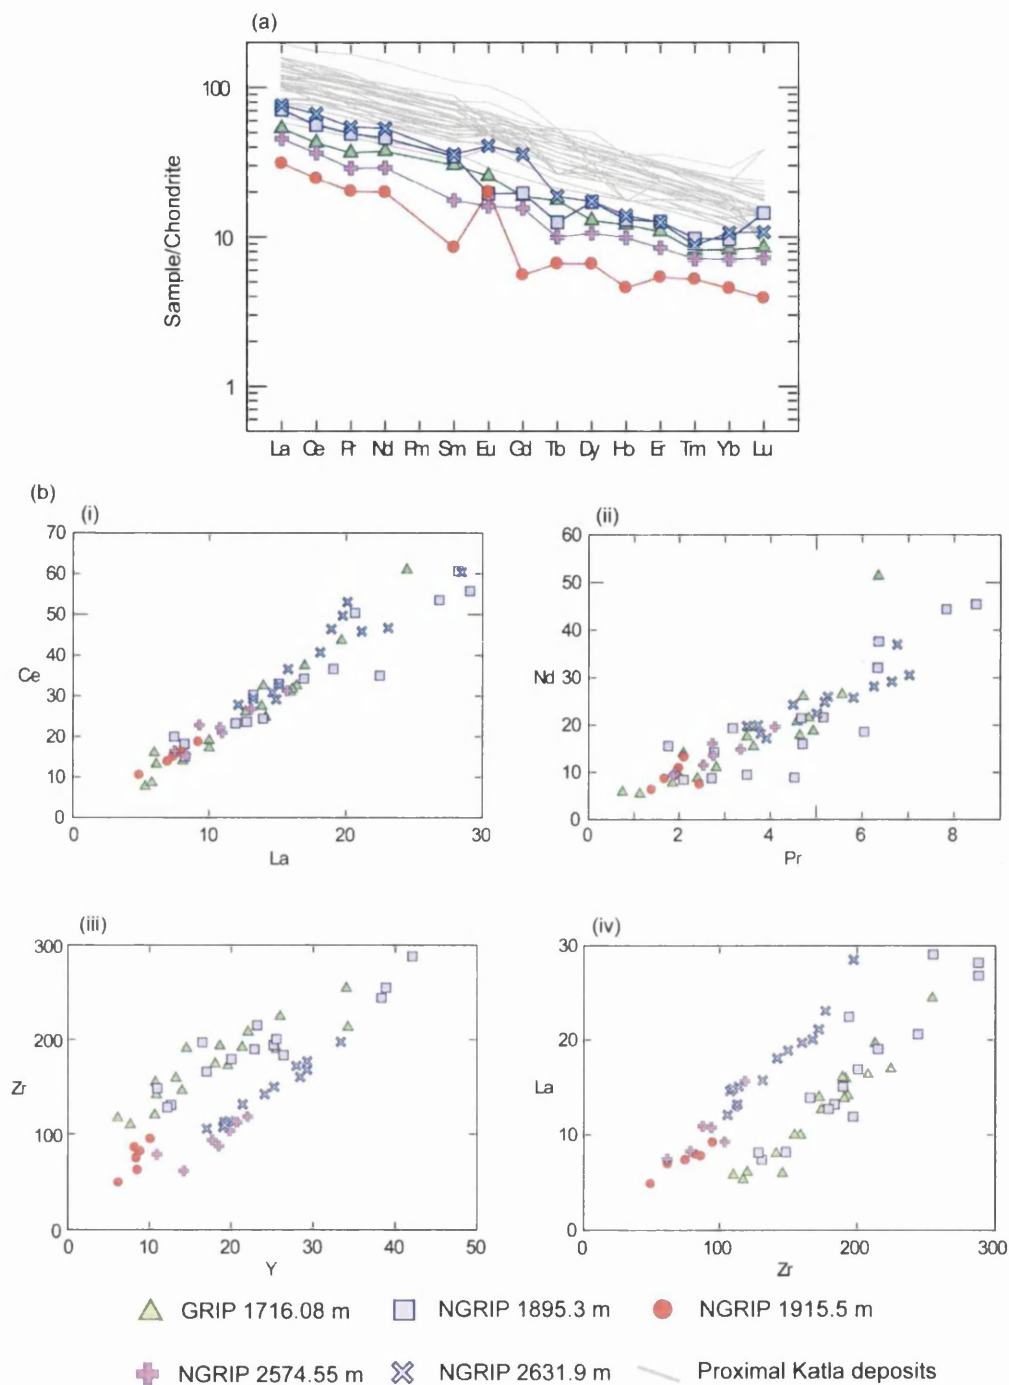 (a)
100
10
1
Sample/Chondrite
La Ce Pr Nd Pm Sm Eu Gd Tb Dy Hb Er Tm Yb Lu
(b)
(i)
70
60
50
40
30
20
10
0
Ce
0 10 20 30
La
(ii)
60
50
40
30
20
10
0
Nd
0 2 4 6 8
Pr
(iii)
300
200
100
0
Zr
0 10 20 30 40 50
Y
(iv)
30
20
10
0
La
0 100 200 300
Zr
GRIP 1716.08 m NGRIP 1895.3 m NGRIP 1915.5 m
NGRIP 2574.55 m NGRIP 2631.9 m Proximal Katla deposits